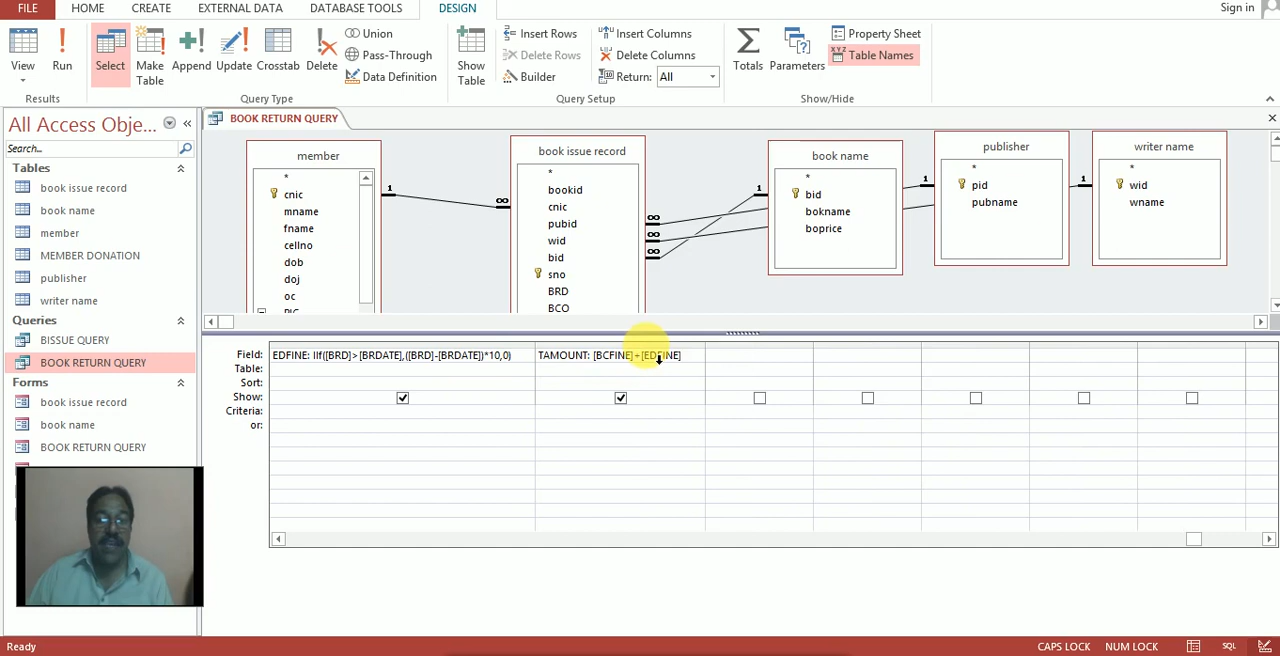 FILE HOME CREATE EXTERNAL DATA DATABASE TOOLS DESIGN Sign in
View Run Select Make Table Append Update Crosstab Delete
Union
Pass-Through
Data Definition
Show Table
Insert Rows
Delete Rows
Builder
Insert Columns
Delete Columns
Return: All
Totals Parameters
Property Sheet
Table Names
Results Query Type Query Setup Show/Hide
All Access Obje...
Search...
Tables
book issue record
book name
member
MEMBER DONATION
publisher
writer name
Queries
BISSUE QUERY
BOOK RETURN QUERY
Forms
book issue record
book name
BOOK RETURN QUERY
BOOK RETURN QUERY
member
*
cnic
mname
fname
cellno
dob
doj
oc
1
∞
book issue record
*
bookid
cnic
pubid
wid
bid
sno
BRD
BCO
∞
∞
∞
1
book name
*
bid
bokname
boprice
1
publisher
*
pid
pubname
1
writer name
*
wid
wname
Field: EDFINE: IIf([BRD]>[BRDATE],([BRD]-[BRDATE])*10,0) TAMOUNT: [BCFINE]+[EDFINE]
Table:
Sort:
Show:
Criteria:
or:
Ready CAPS LOCK NUM LOCK SQL